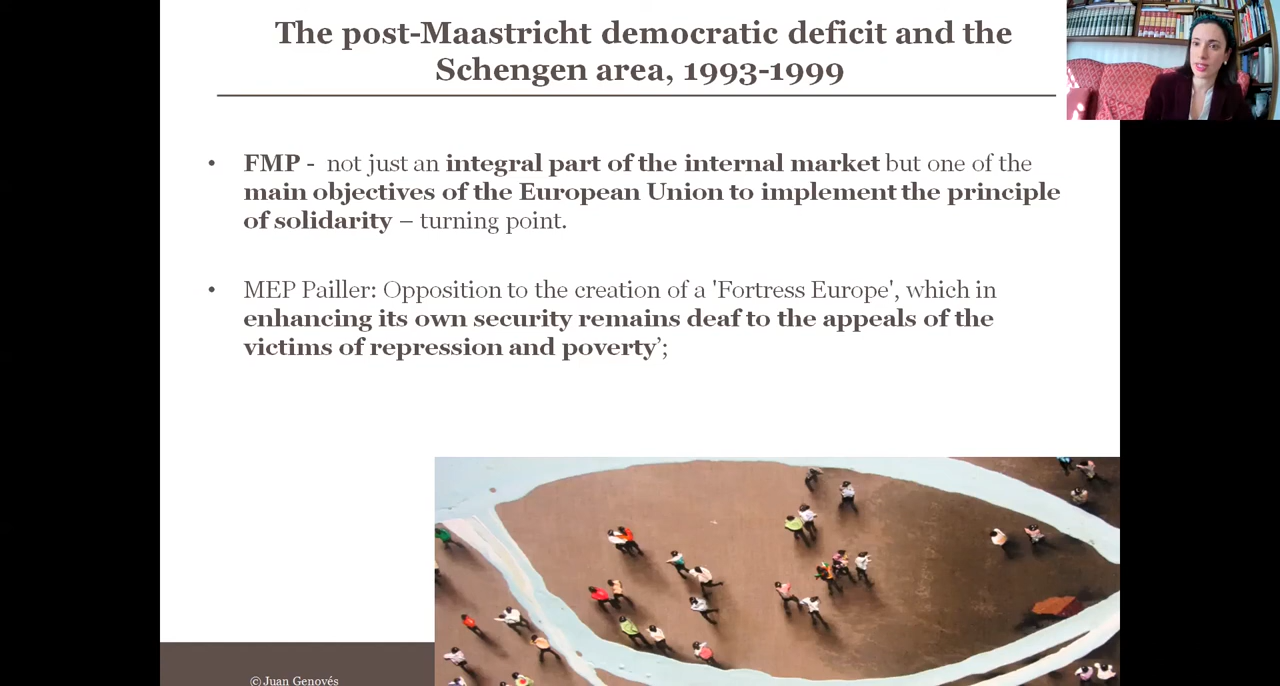 The post-Maastricht democratic deficit and the
Schengen area, 1993-1999
• FMP - not just an integral part of the internal market but one of the
main objectives of the European Union to implement the principle
of solidarity – turning point.
• MEP Pailler: Opposition to the creation of a 'Fortress Europe', which in
enhancing its own security remains deaf to the appeals of the
victims of repression and poverty’;
©Juan Genovés